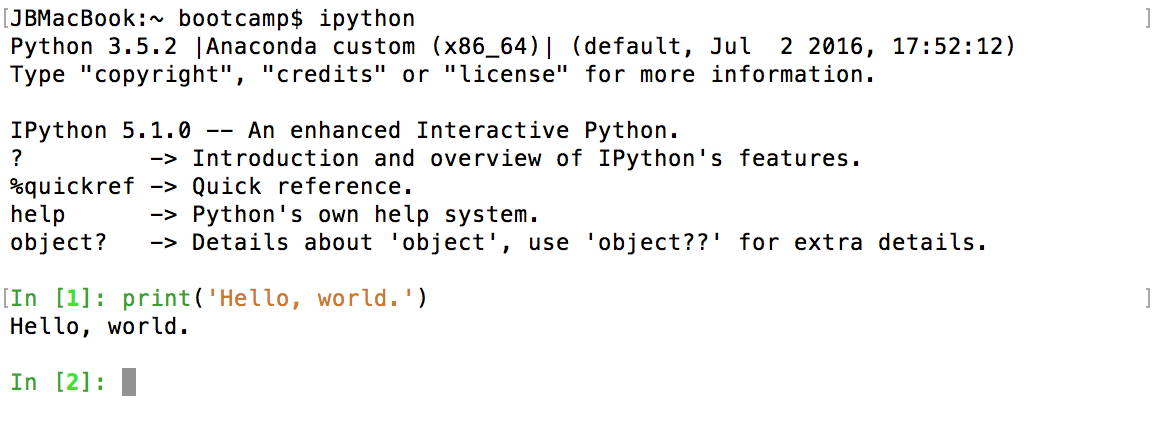 [JBMacBook:~ bootcamp$ ipython ]
Python 3.5.2 |Anaconda custom (x86_64)| (default, Jul  2 2016, 17:52:12)
Type "copyright", "credits" or "license" for more information.
IPython 5.1.0 -- An enhanced Interactive Python.
?         -> Introduction and overview of IPython's features.
%quickref -> Quick reference.
help      -> Python's own help system.
object?   -> Details about 'object', use 'object??' for extra details.
[In [1]: print('Hello, world.') ]
Hello, world.
In [2]: